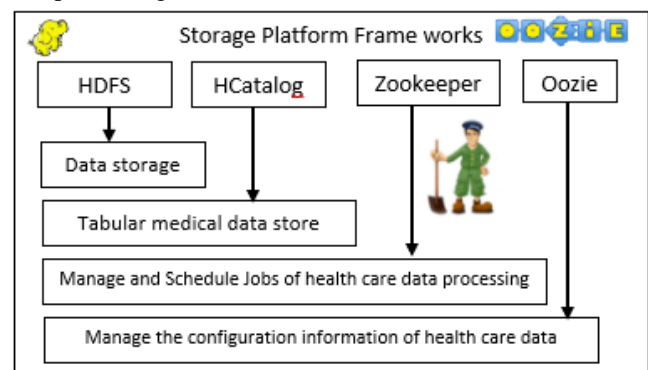 Storage Platform Frame works OOZIE
HDFS HCatalog Zookeeper Oozie
Data storage
Tabular medical data store
Manage and Schedule Jobs of health care data processing
Manage the configuration information of health care data